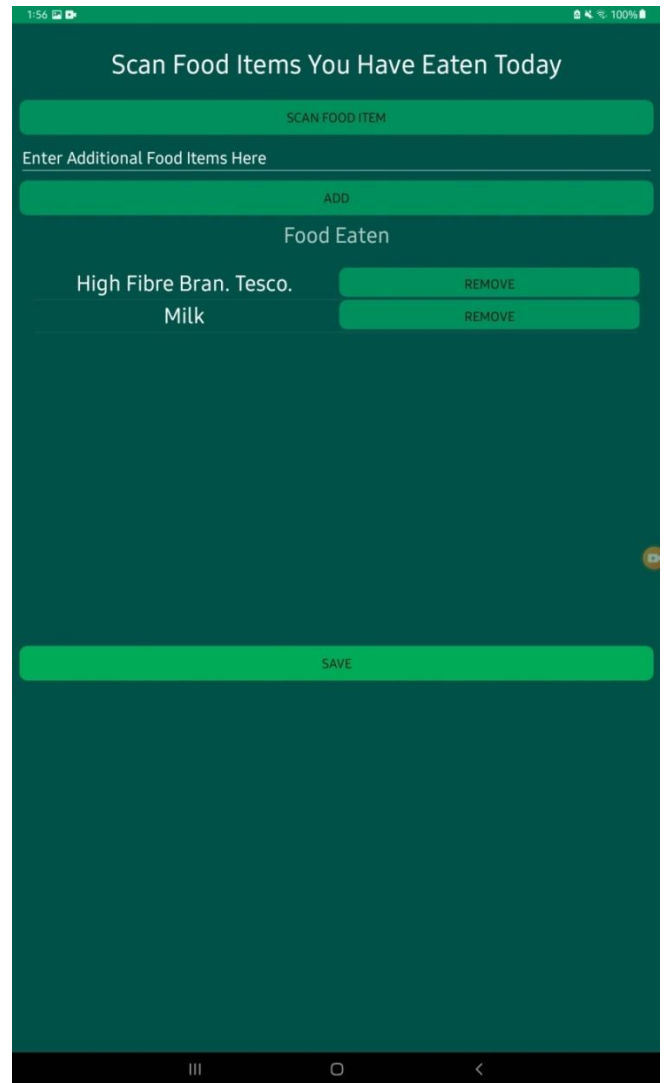 1:56 100%
Scan Food Items You Have Eaten Today
SCAN FOOD ITEM
Enter Additional Food Items Here
ADD
Food Eaten
High Fibre Bran. Tesco. REMOVE
Milk REMOVE
SAVE